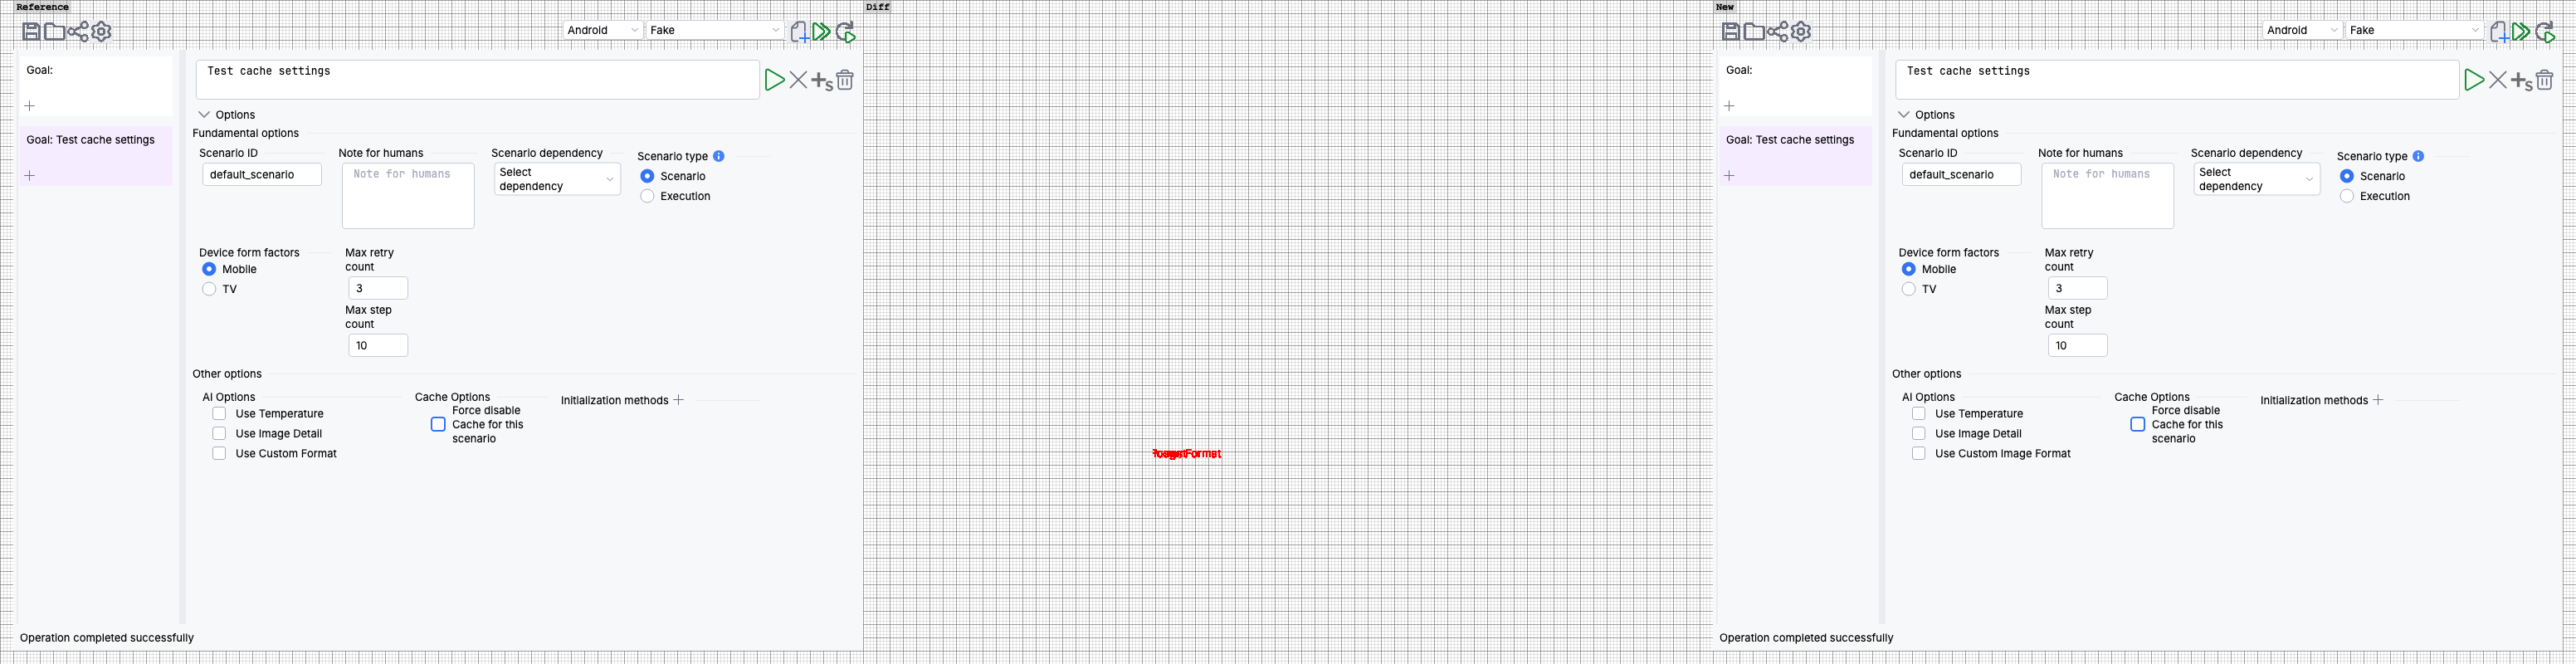 Reference
Android
Fake
Goal:
Goal: Test cache settings
Test cache settings
Options
Fundamental options
Scenario ID
default_scenario
Note for humans
Note for humans
Scenario dependency
Select
dependency
Scenario type
Scenario
Execution
Device form factors
Mobile
TV
Max retry
count
3
Max step
count
10
Other options
AI Options
Use Temperature
Use Image Detail
Use Custom Format
Cache Options
Force disable
Cache for this
scenario
Initialization methods
Operation completed successfully
Diff
New
Android
Fake
Goal:
Goal: Test cache settings
Test cache settings
Options
Fundamental options
Scenario ID
default_scenario
Note for humans
Note for humans
Scenario dependency
Select
dependency
Scenario type
Scenario
Execution
Device form factors
Mobile
TV
Max retry
count
3
Max step
count
10
Other options
AI Options
Use Temperature
Use Image Detail
Use Custom Image Format
Cache Options
Force disable
Cache for this
scenario
Initialization methods
Operation completed successfully